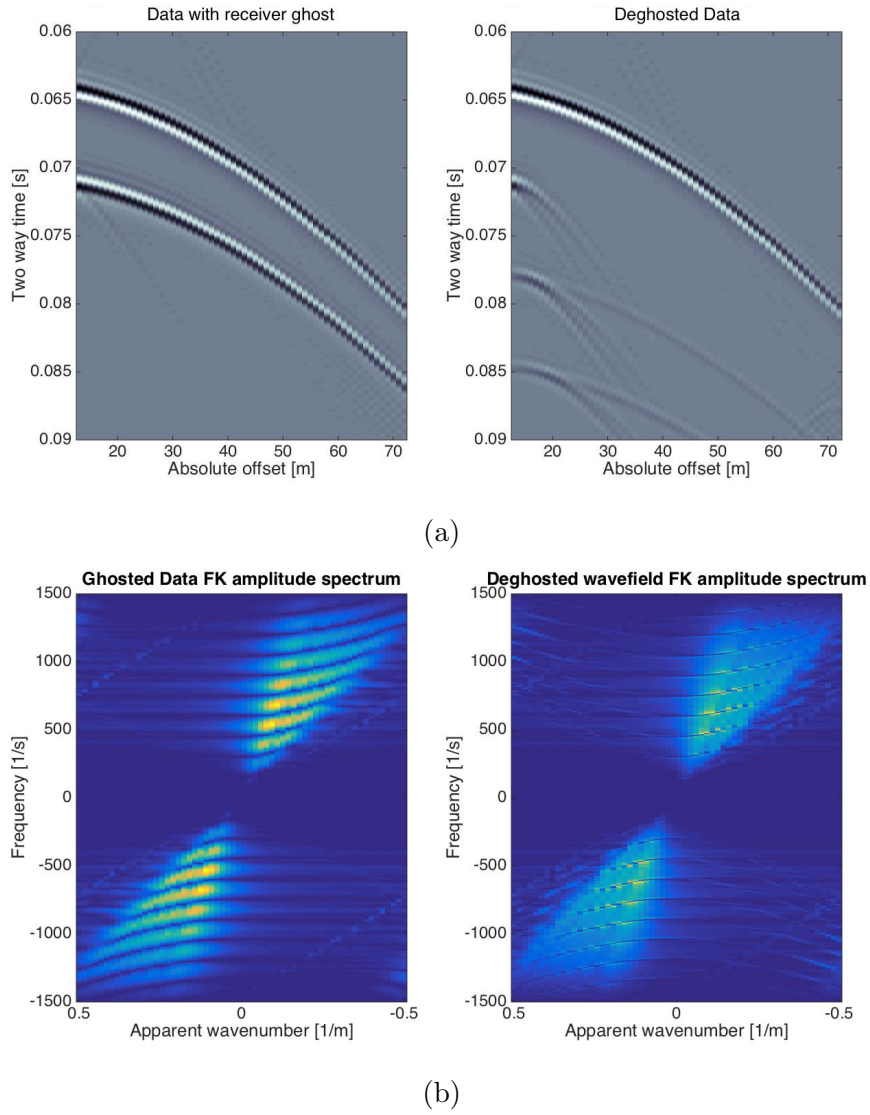 Data with receiver ghost
Deghosted Data
0.06
0.065
0.07
0.075
0.08
0.085
0.09
Two way time [s]
20 30 40 50 60 70
Absolute offset [m]
0.06
0.065
0.07
0.075
0.08
0.085
0.09
Two way time [s]
20 30 40 50 60 70
Absolute offset [m]
(a)
Ghosted Data FK amplitude spectrum
Deghosted wavefield FK amplitude spectrum
1500
1000
500
0
-500
-1000
-1500
Frequency [1/s]
0.5 0 -0.5
Apparent wavenumber [1/m]
1500
1000
500
0
-500
-1000
-1500
Frequency [1/s]
0.5 0 -0.5
Apparent wavenumber [1/m]
(b)